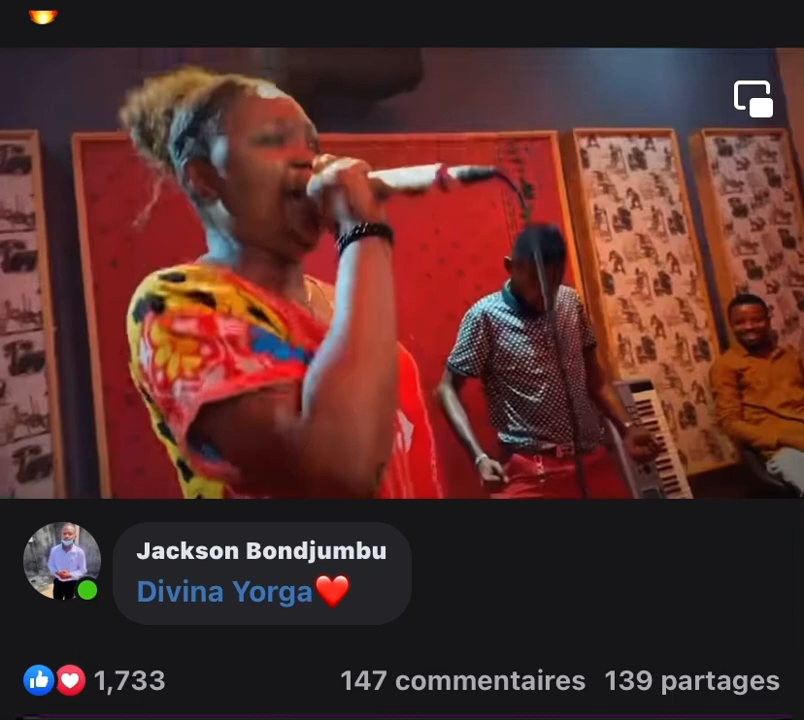 Jackson Bondjumbu
Divina Yorga❤️
1,733 147 commentaires 139 partages